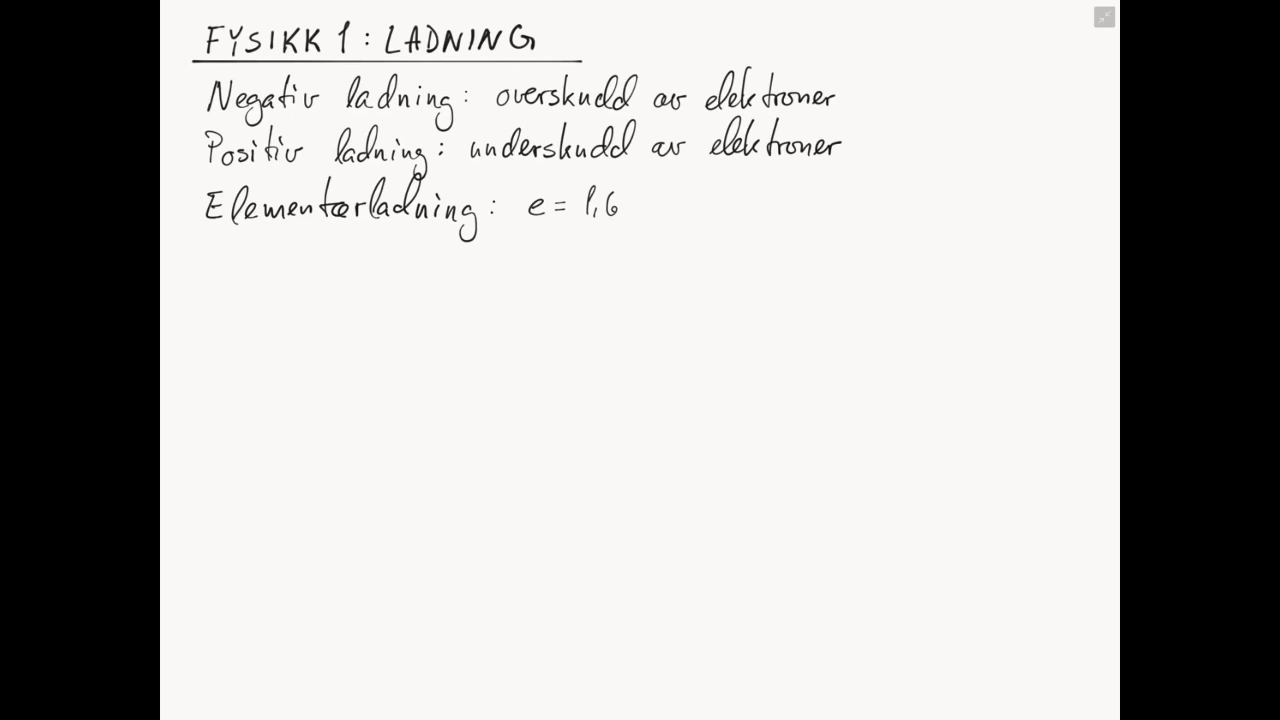 FYSIKK 1: LADNING
Negativ ladning: overskudd av elektroner
Positiv ladning: underskudd av elektroner
Elementærladning: e = 1,6